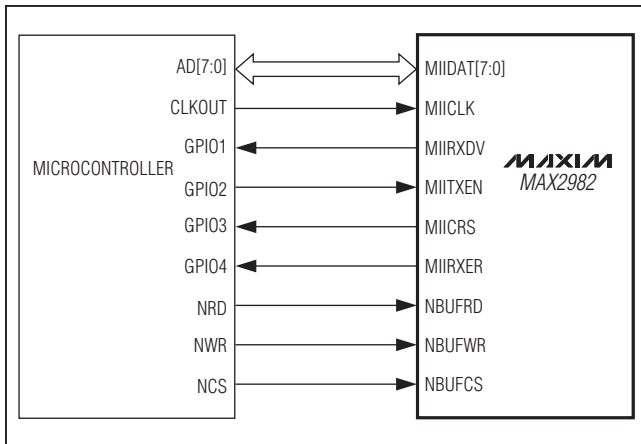 AD[7:0] MIIDAT[7:0]
CLKOUT MIICLK
GPIO1 MIIRXDV
MICROCONTROLLER MAXIM
GPIO2 MIITXEN MAX2982
GPIO3 MIICRS
GPIO4 MIIRXER
NRD NBUFRD
NWR NBUFWR
NCS NBUFCS